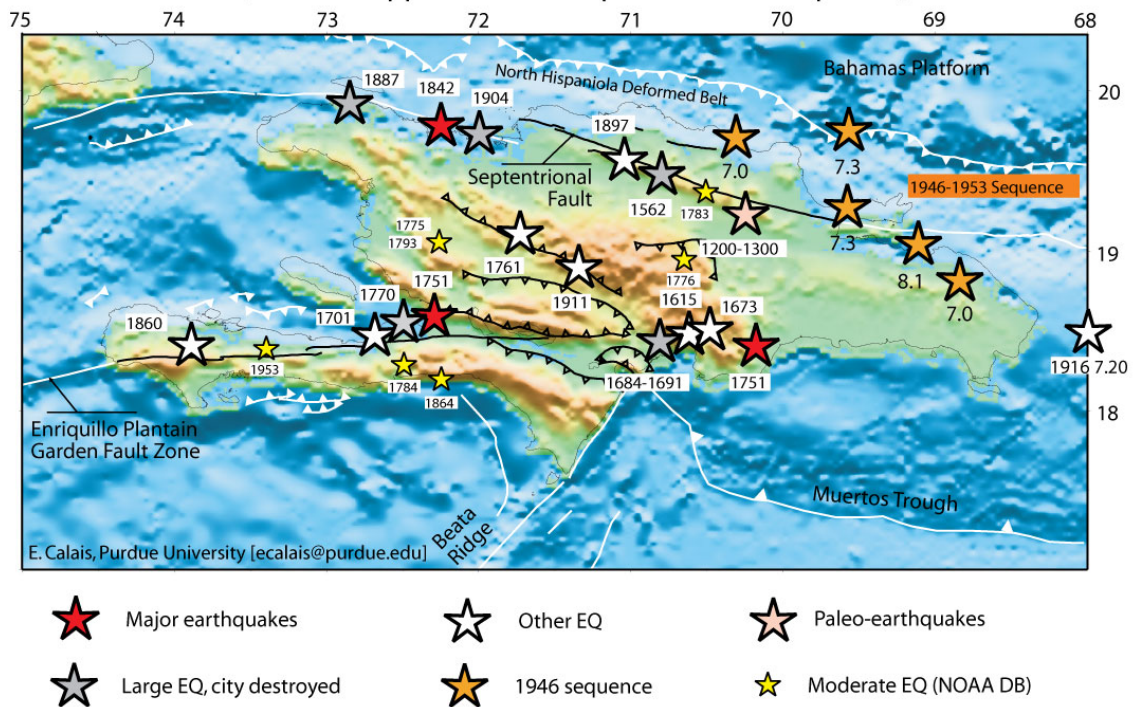 75 74 73 72 71 70 69 68
1887
1842
1904
North Hispaniola Deformed Belt
Bahamas Platform
20
1897
7.0
7.3
Septentrional
Fault
1946-1953 Sequence
1562
1783
7.3
1200-1300
19
1775
1793
1761
1776
8.1
1770
1751
1911
1615
1673
7.0
1860
1701
1953
1784
1864
1684-1691
1751
1916 7.20
18
Enriquillo Plantain
Garden Fault Zone
Beata
Ridge
Muertos Trough
E. Calais, Purdue University [ecalais@purdue.edu]
Major earthquakes
Other EQ
Paleo-earthquakes
Large EQ, city destroyed
1946 sequence
Moderate EQ (NOAA DB)